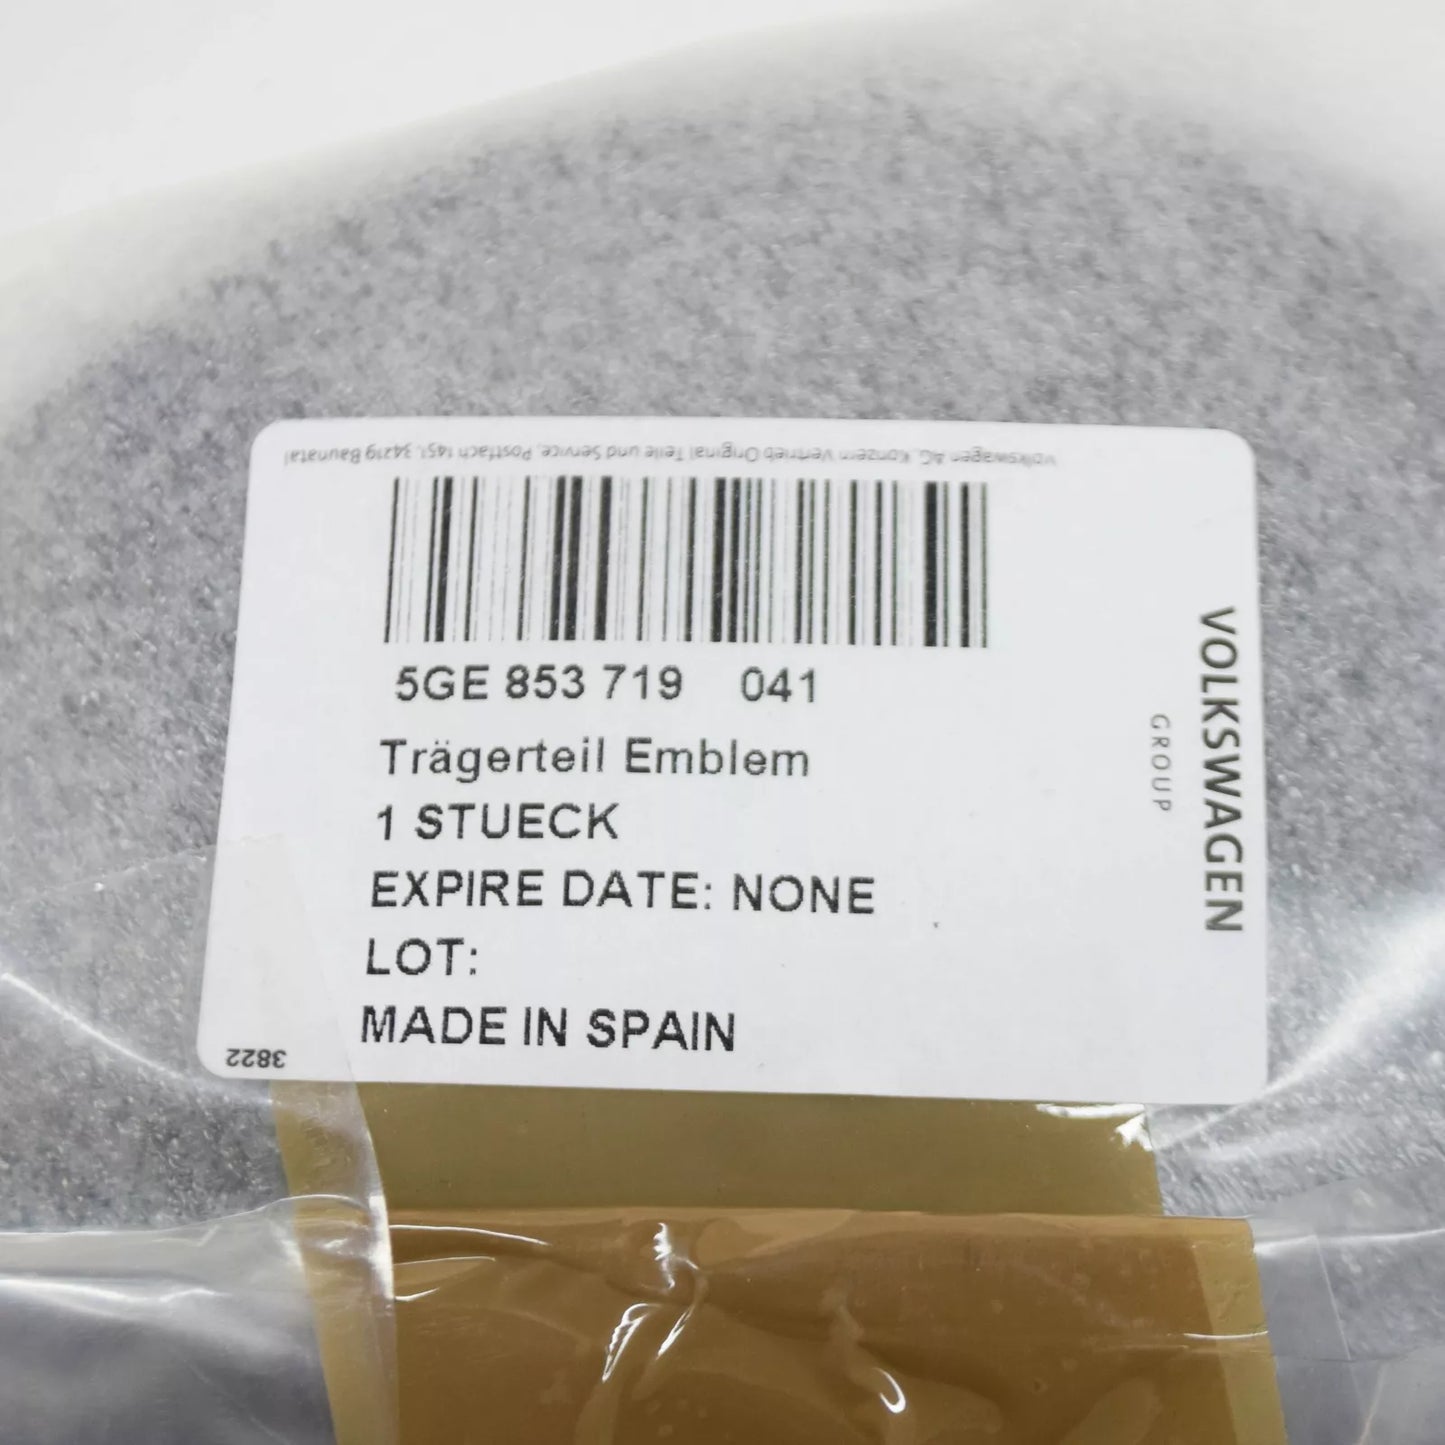 Volkswagen AG, Konzern Vertrieb Original Teile und Service, Postfach 1451, 34219 Baunatal
5GE 853 719 041
Trägerteil Emblem
1 STUECK
EXPIRE DATE: NONE
LOT:
MADE IN SPAIN
3822
VOLKSWAGEN
GROUP